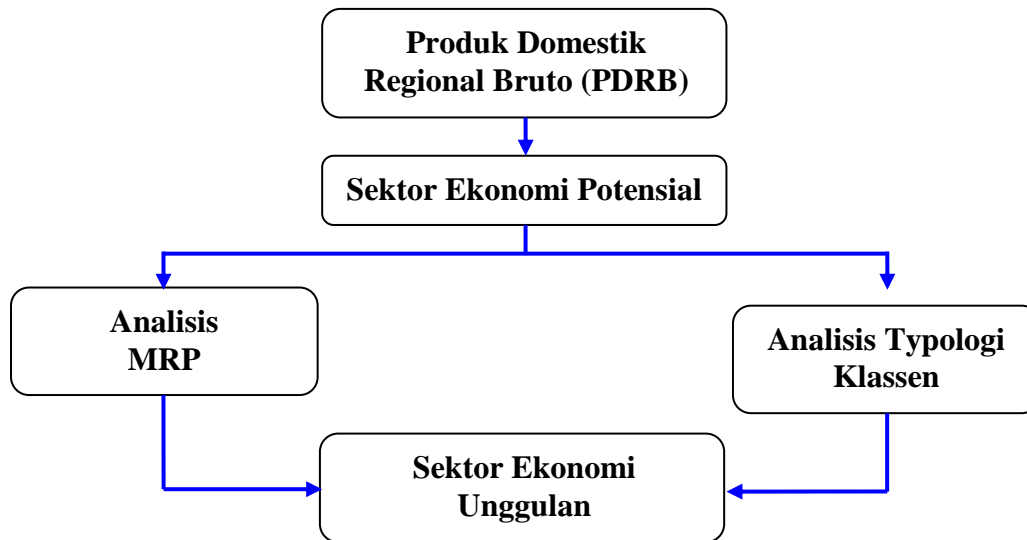 Produk Domestik
Regional Bruto (PDRB)
Sektor Ekonomi Potensial
Analisis
MRP
Analisis Typologi
Klassen
Sektor Ekonomi
Unggulan